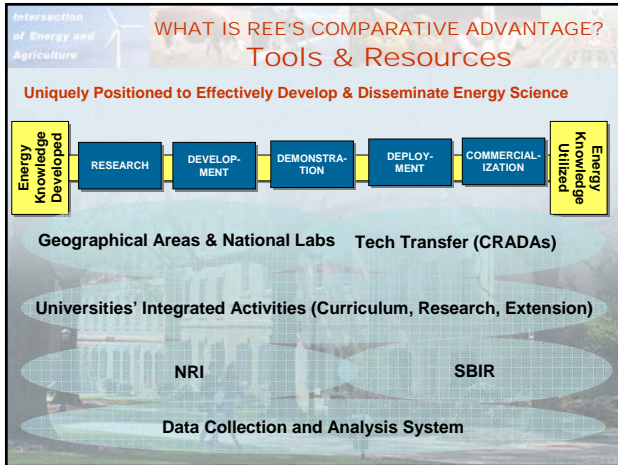 Intersection
of Energy and
Agriculture
WHAT IS REE'S COMPARATIVE ADVANTAGE?
Tools & Resources
Uniquely Positioned to Effectively Develop & Disseminate Energy Science
Energy
Knowledge
Developed
RESEARCH
DEVELOP-
MENT
DEMONSTRA-
TION
DEPLOY-
MENT
COMMERCIAL-
IZATION
Energy
Knowledge
Utilized
Geographical Areas & National Labs
Tech Transfer (CRADAs)
Universities' Integrated Activities (Curriculum, Research, Extension)
NRI
SBIR
Data Collection and Analysis System